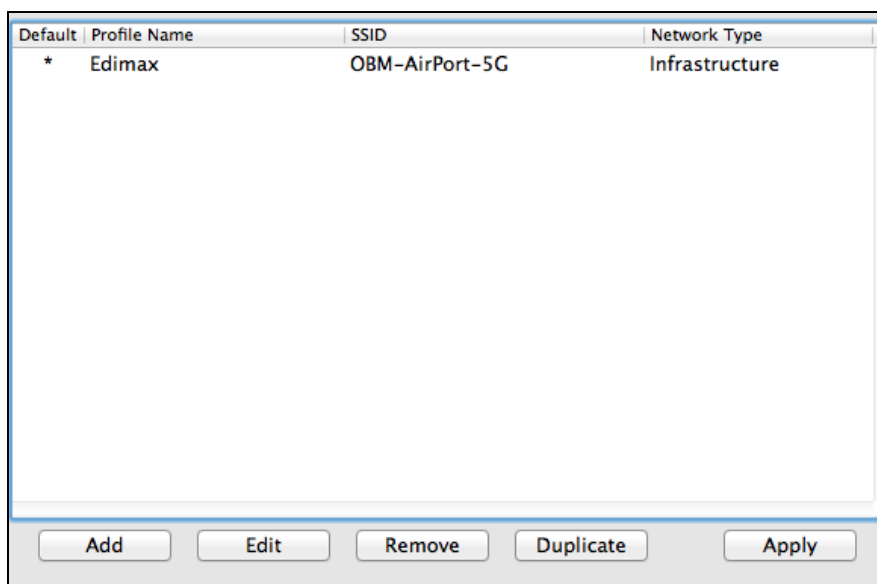 Default Profile Name SSID Network Type
* Edimax OBM-AirPort-5G Infrastructure
Add Edit Remove Duplicate Apply